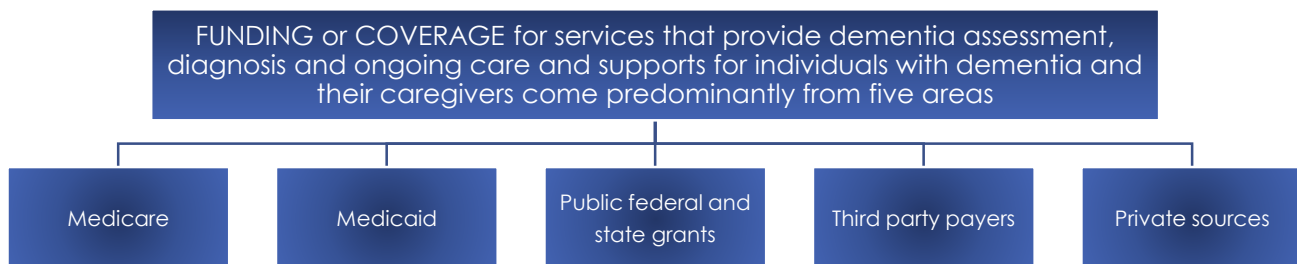 FUNDING or COVERAGE for services that provide dementia assessment,
diagnosis and ongoing care and supports for individuals with dementia and
their caregivers come predominantly from five areas
Medicare
Medicaid
Public federal and
state grants
Third party payers
Private sources